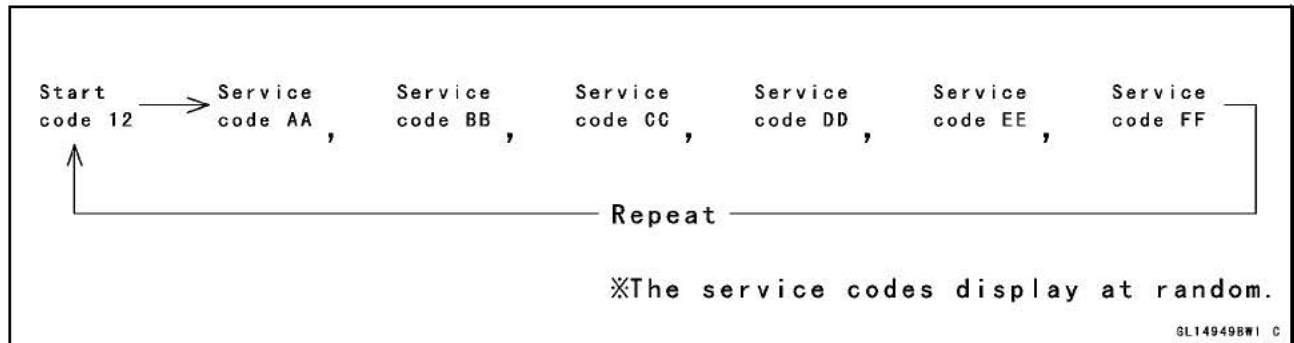 Start Service Service Service Service Service Service
code 12 code AA, code BB, code CC, code DD, code EE, code FF
Repeat
※The service codes display at random.
GL14949BW1 C